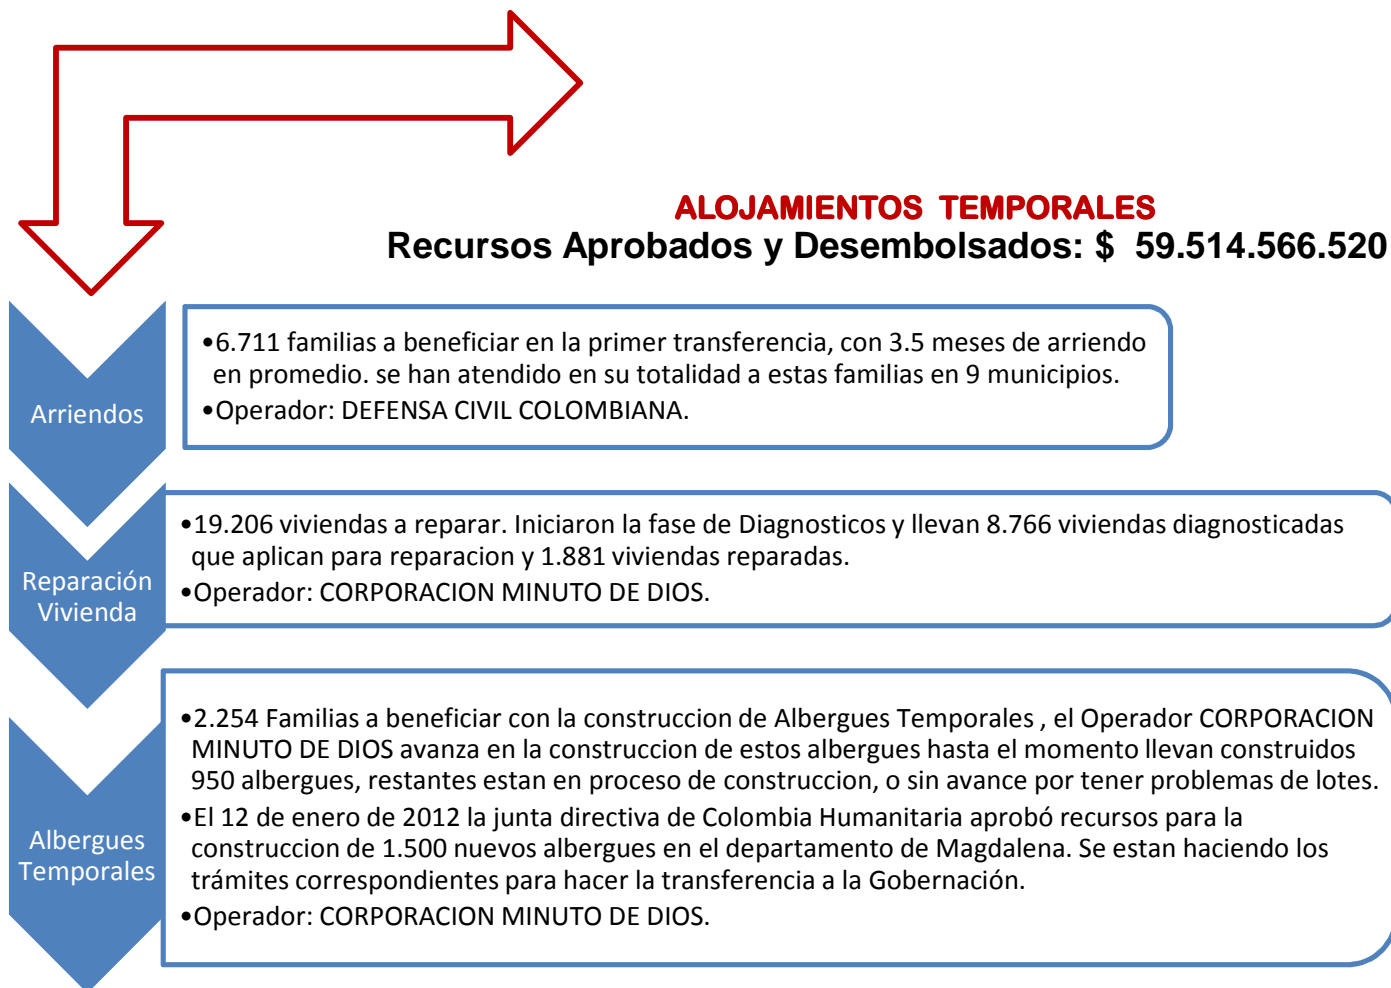 ALOJAMIENTOS TEMPORALES
Recursos Aprobados y Desembolsados: $ 59.514.566.520
Arriendos
•6.711 familias a beneficiar en la primer transferencia, con 3.5 meses de arriendo
en promedio. se han atendido en su totalidad a estas familias en 9 municipios.
•Operador: DEFENSA CIVIL COLOMBIANA.
Reparación
Vivienda
•19.206 viviendas a reparar. Iniciaron la fase de Diagnosticos y llevan 8.766 viviendas diagnosticadas
que aplican para reparacion y 1.881 viviendas reparadas.
•Operador: CORPORACION MINUTO DE DIOS.
Albergues
Temporales
•2.254 Familias a beneficiar con la construccion de Albergues Temporales , el Operador CORPORACION
MINUTO DE DIOS avanza en la construccion de estos albergues hasta el momento llevan construidos
950 albergues, restantes estan en proceso de construccion, o sin avance por tener problemas de lotes.
•El 12 de enero de 2012 la junta directiva de Colombia Humanitaria aprobó recursos para la
construccion de 1.500 nuevos albergues en el departamento de Magdalena. Se estan haciendo los
trámites correspondientes para hacer la transferencia a la Gobernación.
•Operador: CORPORACION MINUTO DE DIOS.